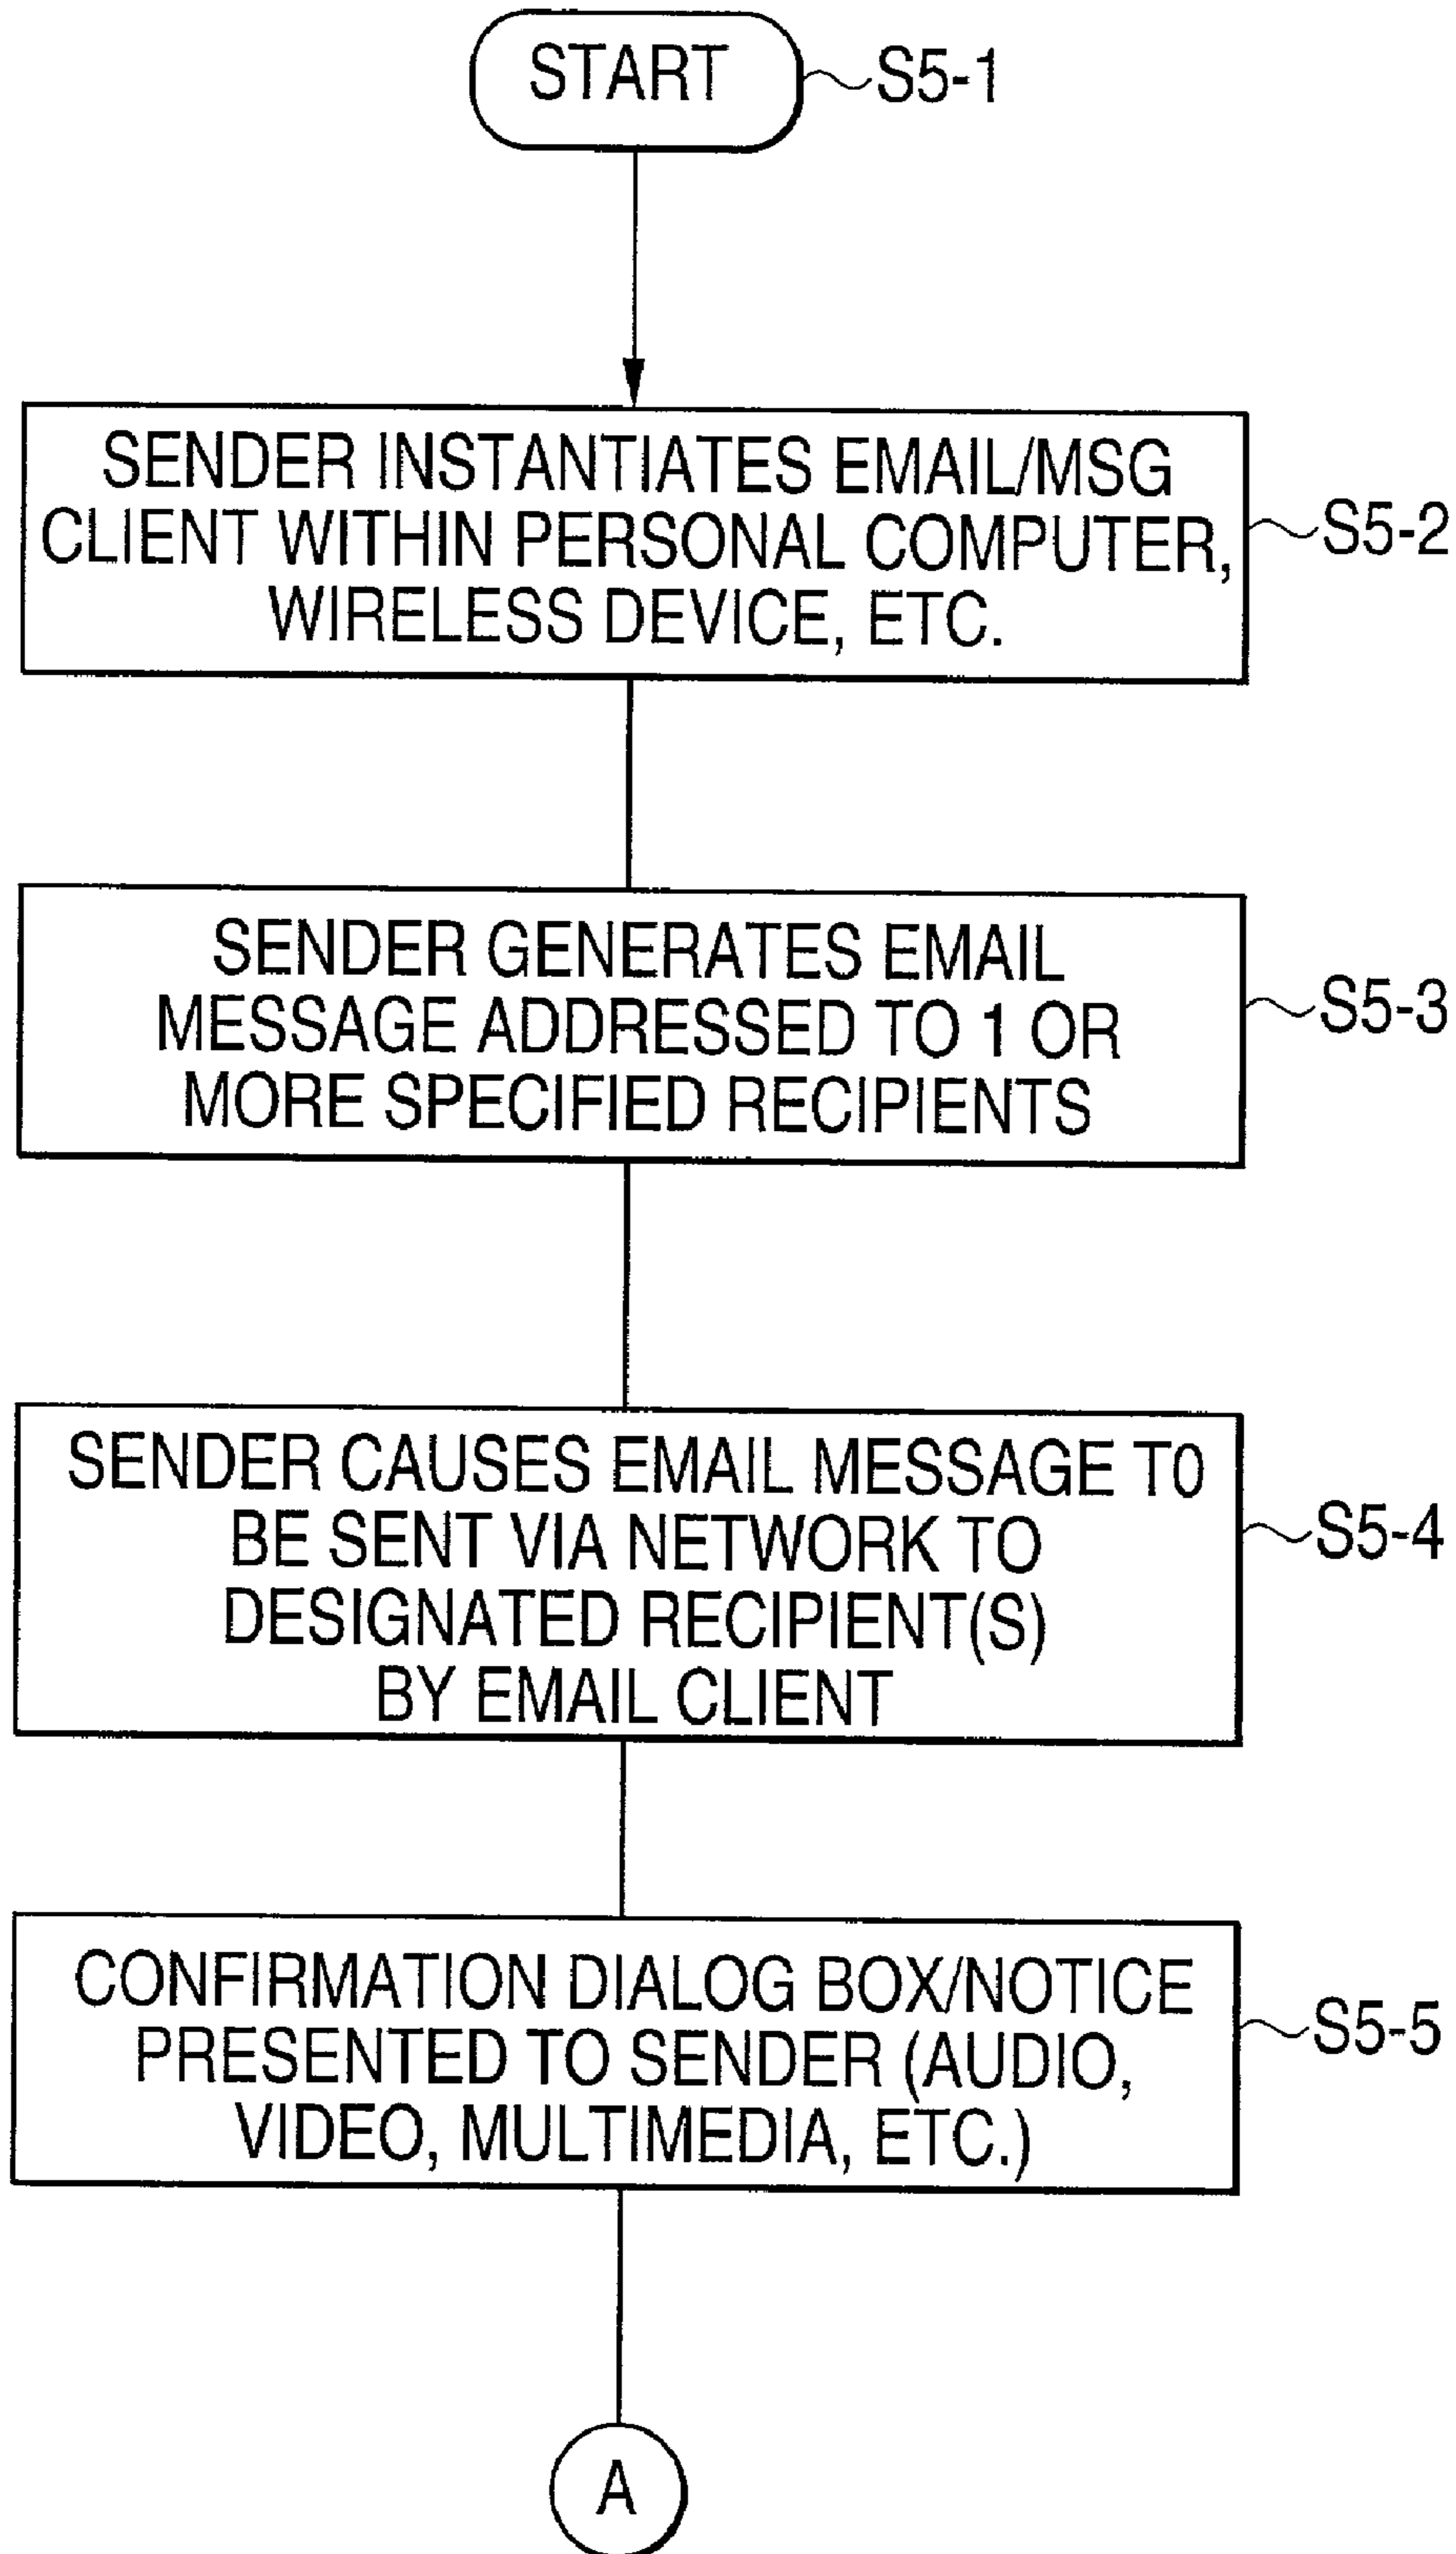 START
S5-1
SENDER INSTANTIATES EMAIL/MSG
CLIENT WITHIN PERSONAL COMPUTER,
WIRELESS DEVICE, ETC.
S5-2
SENDER GENERATES EMAIL
MESSAGE ADDRESSED TO 1 OR
MORE SPECIFIED RECIPIENTS
S5-3
SENDER CAUSES EMAIL MESSAGE T0
BE SENT VIA NETWORK TO
DESIGNATED RECIPIENT(S)
BY EMAIL CLIENT
S5-4
CONFIRMATION DIALOG BOX/NOTICE
PRESENTED TO SENDER (AUDIO,
VIDEO, MULTIMEDIA, ETC.)
S5-5
A